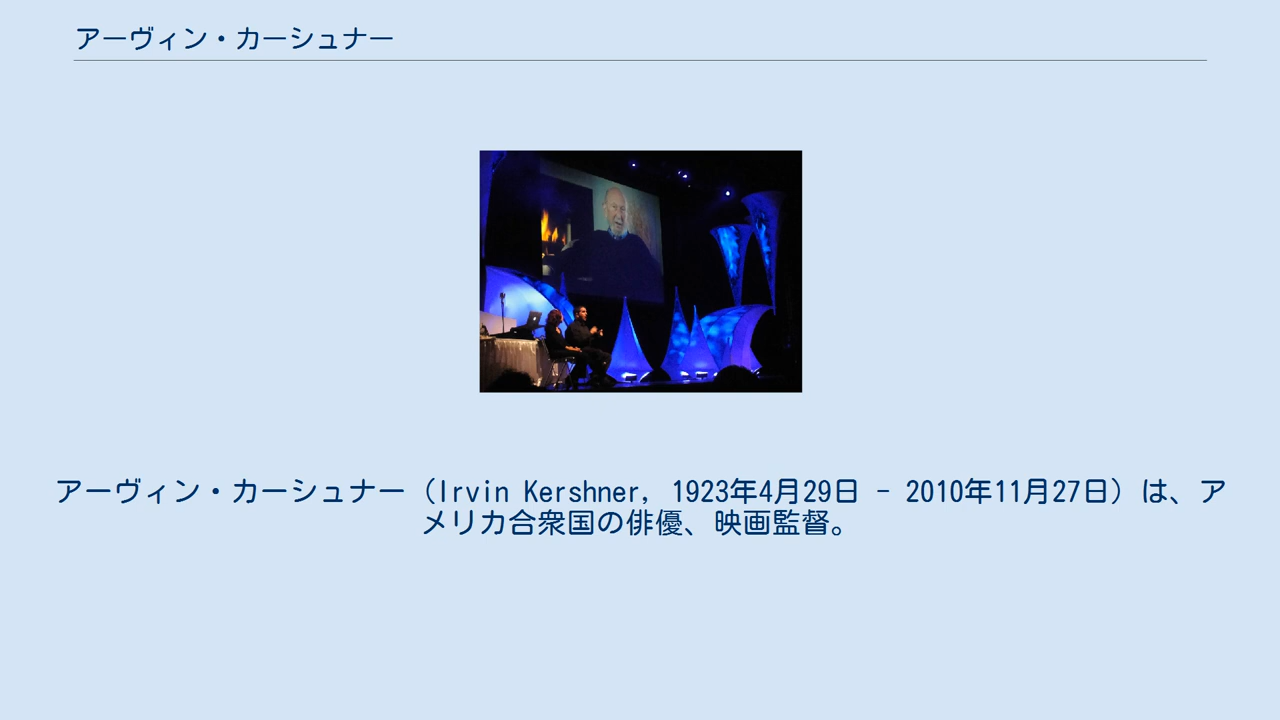 アーヴィン・カーシュナー
アーヴィン・カーシュナー（Irvin Kershner, 1923年4月29日 - 2010年11月27日）は、ア
メリカ合衆国の俳優、映画監督。